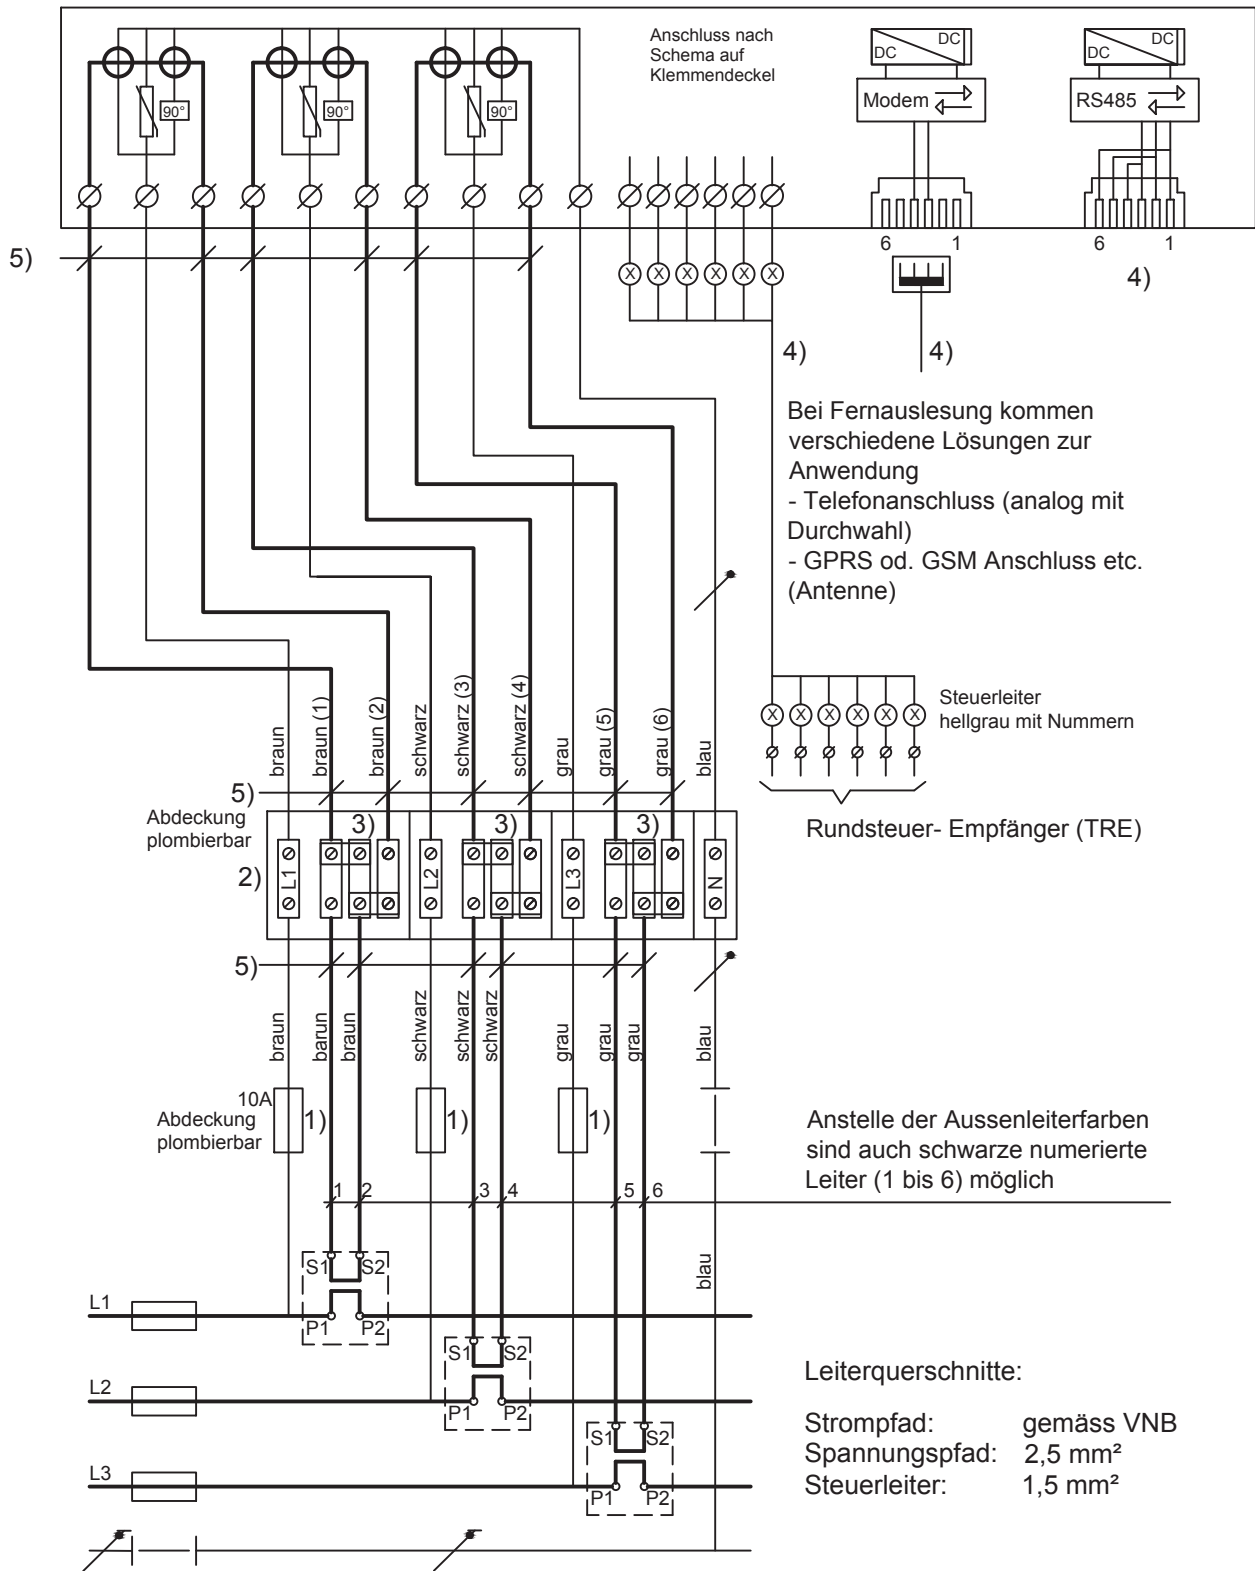 Anschluss nach
Schema auf
Klemmendeckel
DC DC
DC DC
Modem
RS485
90° 90° 90°
6 1
6 1
5)
4)
4)
4)
Bei Fernauslesung kommen
verschiedene Lösungen zur
Anwendung
- Telefonanschluss (analog mit
Durchwahl)
- GPRS od. GSM Anschluss etc.
(Antenne)
X X X X X X
X X X X X X
Steuerleiter
hellgrau mit Nummern
Rundsteuer- Empfänger (TRE)
braun
braun (1)
braun (2)
schwarz
schwarz (3)
schwarz (4)
grau
grau (5)
grau (6)
blau
5)
Abdeckung
plombierbar
3) 3) 3)
2)
L1 L2 L3 N
5)
braun
barun
braun
schwarz
schwarz
schwarz
grau
grau
grau
blau
10A
Abdeckung
plombierbar
1) 1) 1)
Anstelle der Aussenleiterfarben
sind auch schwarze numerierte
Leiter (1 bis 6) möglich
1 2 3 4 5 6
blau
S1 S2
L1
P1 P2
S1 S2
L2
P1 P2
S1 S2
L3
P1 P2
Leiterquerschnitte:
Strompfad: gemäss VNB
Spannungspfad: 2,5 mm²
Steuerleiter: 1,5 mm²